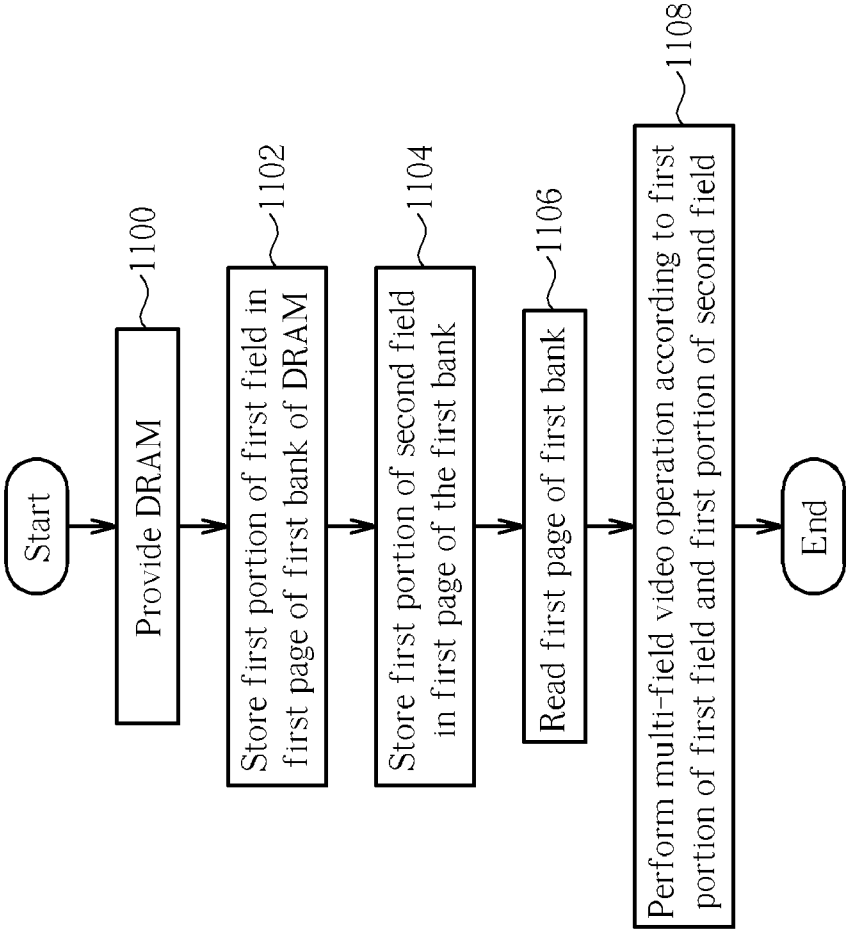 Start
Provide DRAM
1100
Store first portion of first field in
first page of first bank of DRAM
1102
Store first portion of second field
in first page of the first bank
1104
Read first page of first bank
1106
Perform multi-field video operation according to first
portion of first field and first portion of second field
1108
End